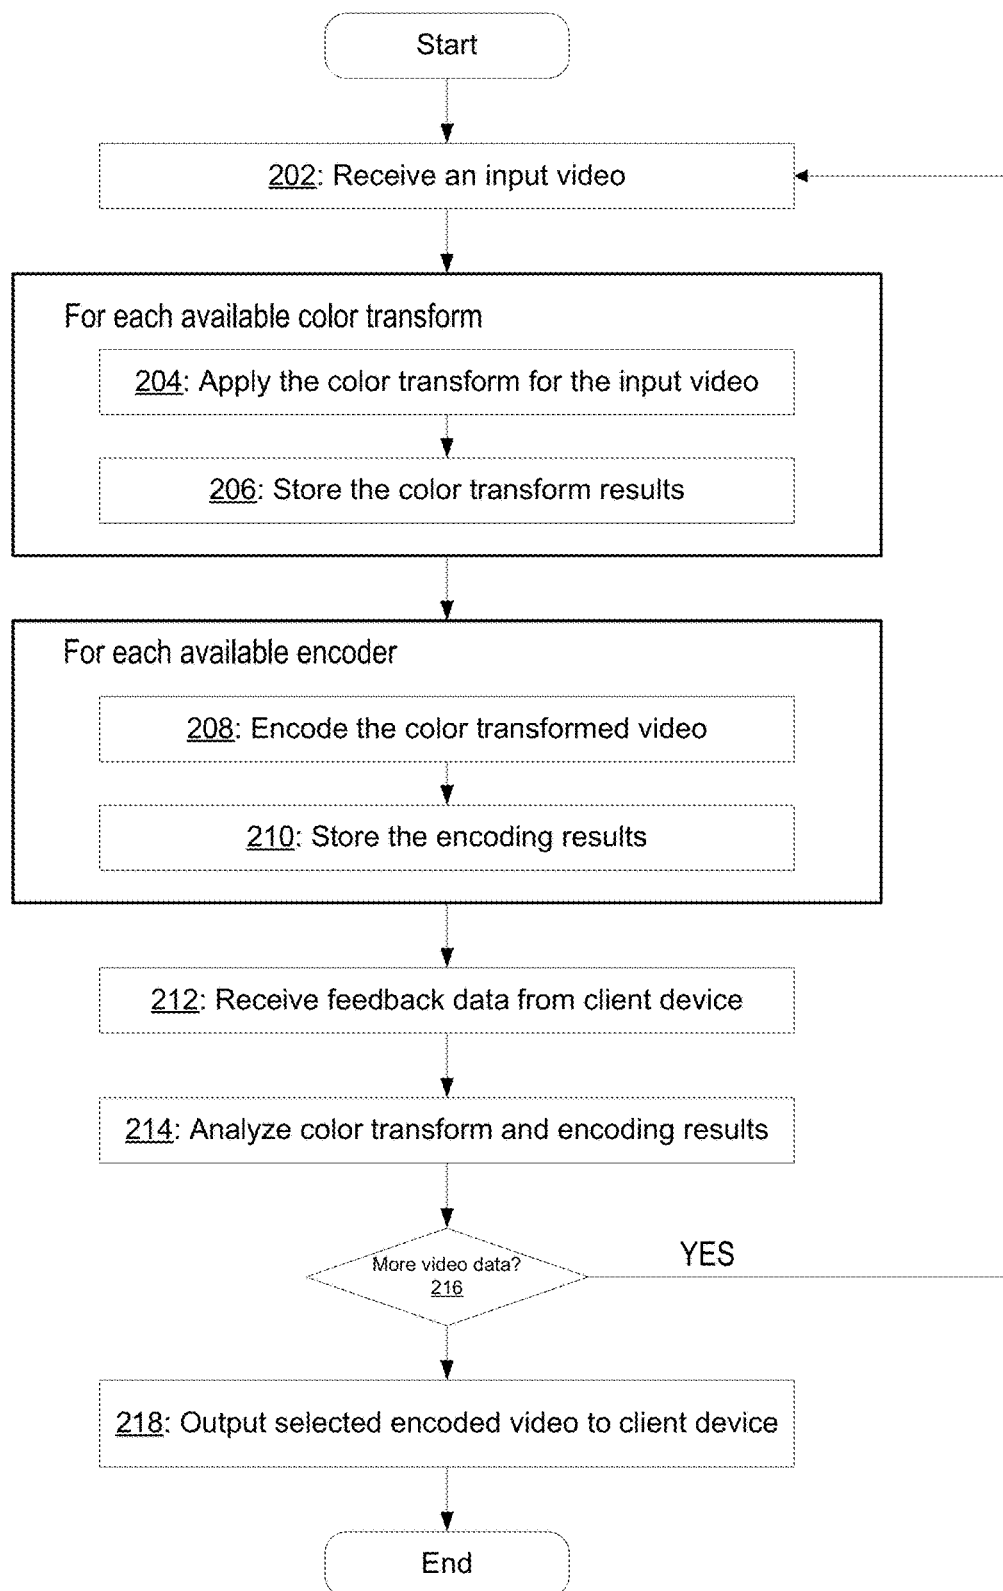 Start
202: Receive an input video
For each available color transform
204: Apply the color transform for the input video
206: Store the color transform results
For each available encoder
208: Encode the color transformed video
210: Store the encoding results
212: Receive feedback data from client device
214: Analyze color transform and encoding results
More video data?
216
YES
218: Output selected encoded video to client device
End